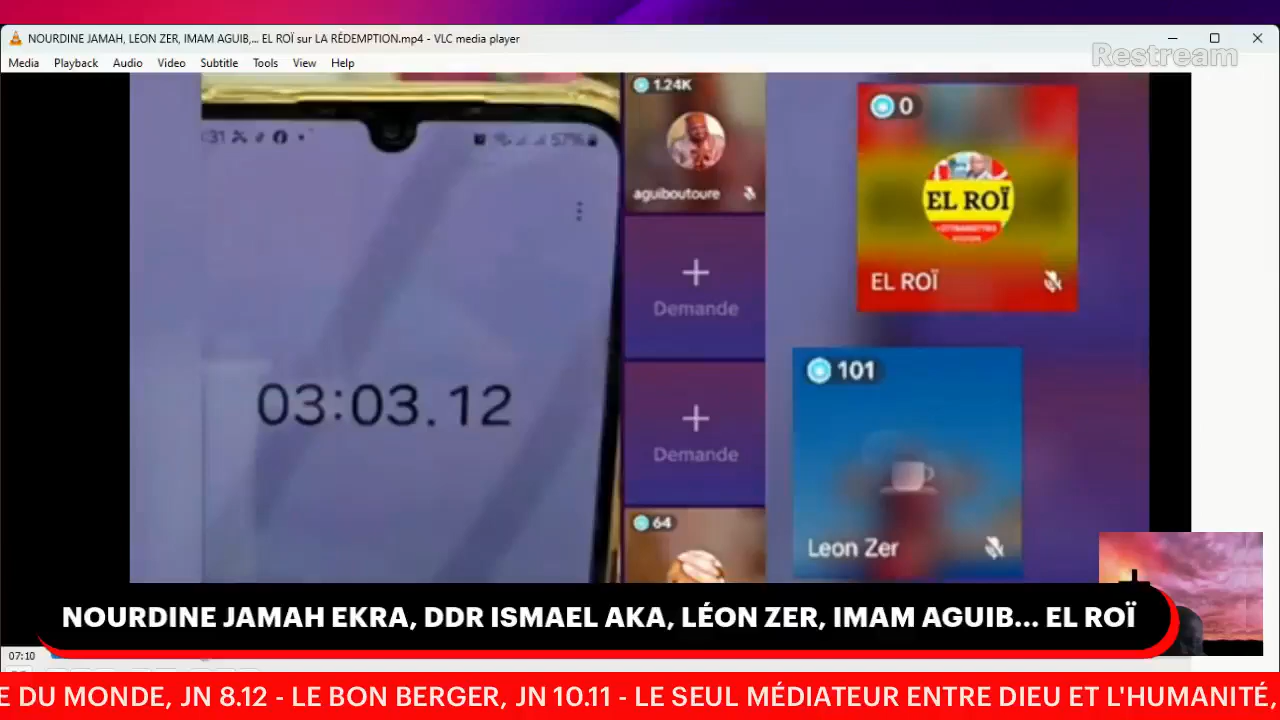 NOURDINE JAMAH, LEON ZER, IMAM AGUIB,... EL ROÏ sur LA RÉDEMPTION.mp4 - VLC media player
Restream
Media Playback Audio Video Subtitle Tools View Help
1.24K
0
:31
57%
aguiboutoure
EL ROÏ
EL ROÏ
Demande
03:03.12
101
Demande
64
Leon Zer
NOURDINE JAMAH EKRA, DDR ISMAEL AKA, LÉON ZER, IMAM AGUIB... EL ROÏ
07:10
E DU MONDE, JN 8.12 - LE BON BERGER, JN 10.11 - LE SEUL MÉDIATEUR ENTRE DIEU ET L'HUMANITÉ,